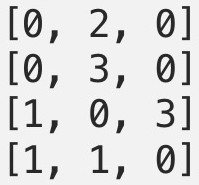 [0, 2, 0]
[0, 3, 0]
[1, 0, 3]
[1, 1, 0]